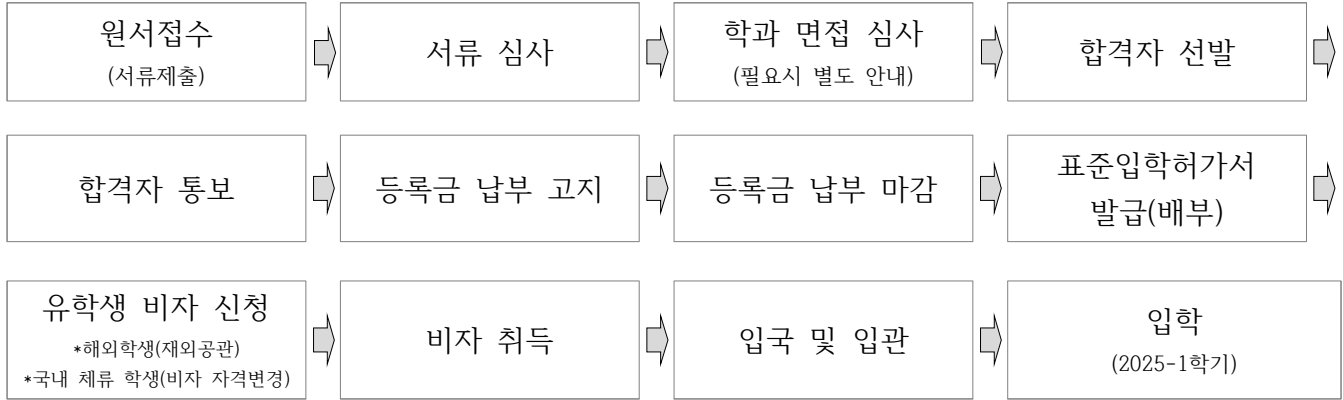 원서접수
(서류제출)
서류 심사
학과 면접 심사
(필요시 별도 안내)
합격자 선발
합격자 통보
등록금 납부 고지
등록금 납부 마감
표준입학허가서
발급(배부)
유학생 비자 신청
*해외학생(재외공관)
*국내 체류 학생(비자 자격변경)
비자 취득
입국 및 입관
입학
(2025-1학기)